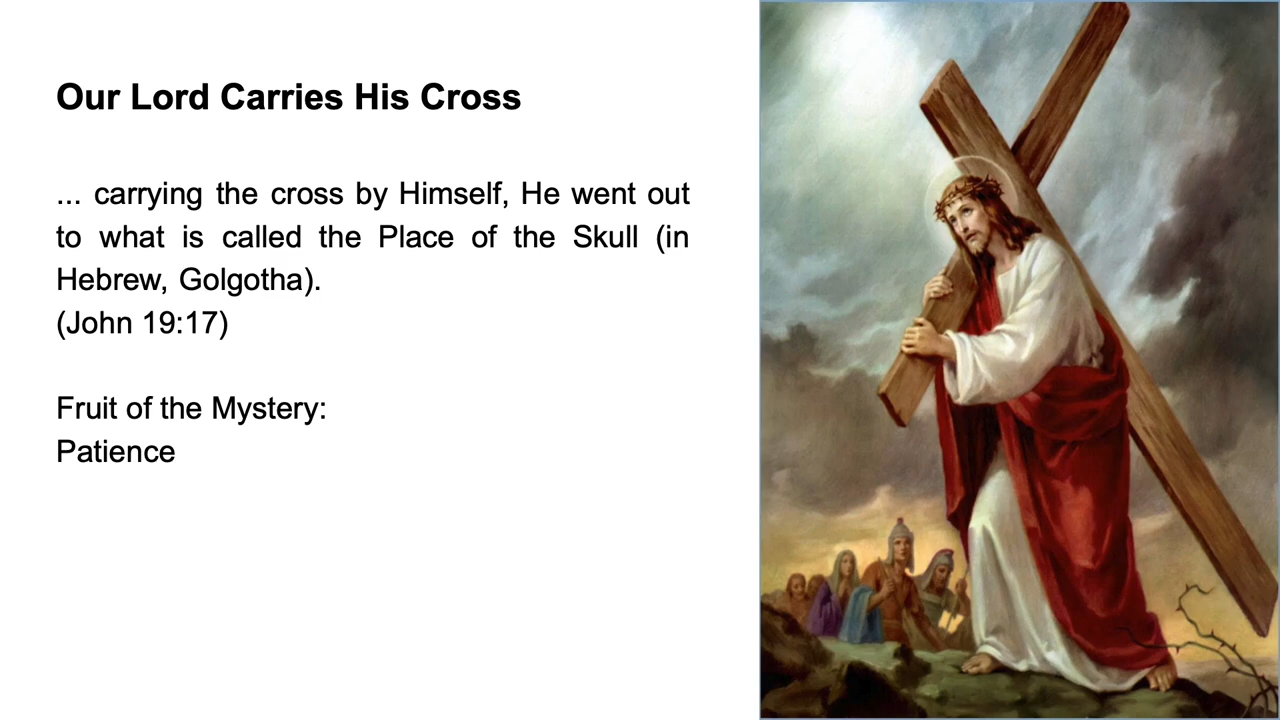 Our Lord Carries His Cross
... carrying the cross by Himself, He went out
to what is called the Place of the Skull (in
Hebrew, Golgotha).
(John 19:17)
Fruit of the Mystery:
Patience